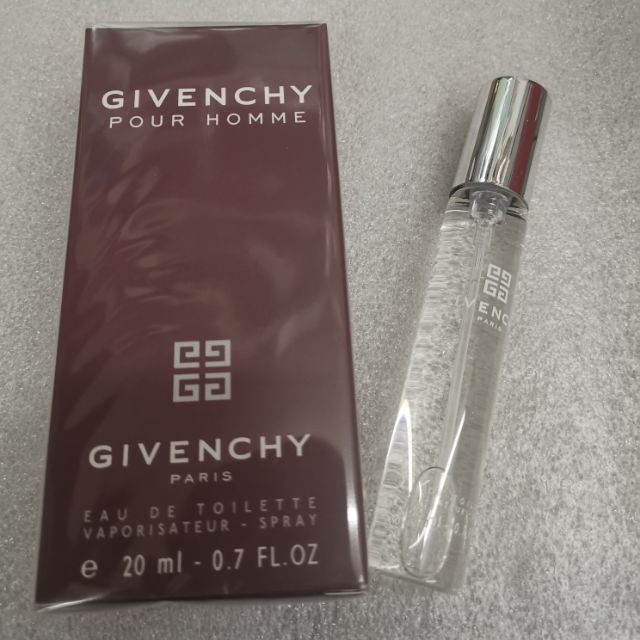 GIVENCHY
POUR HOMME
GIVENCHY
PARIS
EAU DE TOILETTE
VAPORISATEUR - SPRAY
e 20 ml - 0.7 FL.OZ
GIVENC
PARIS